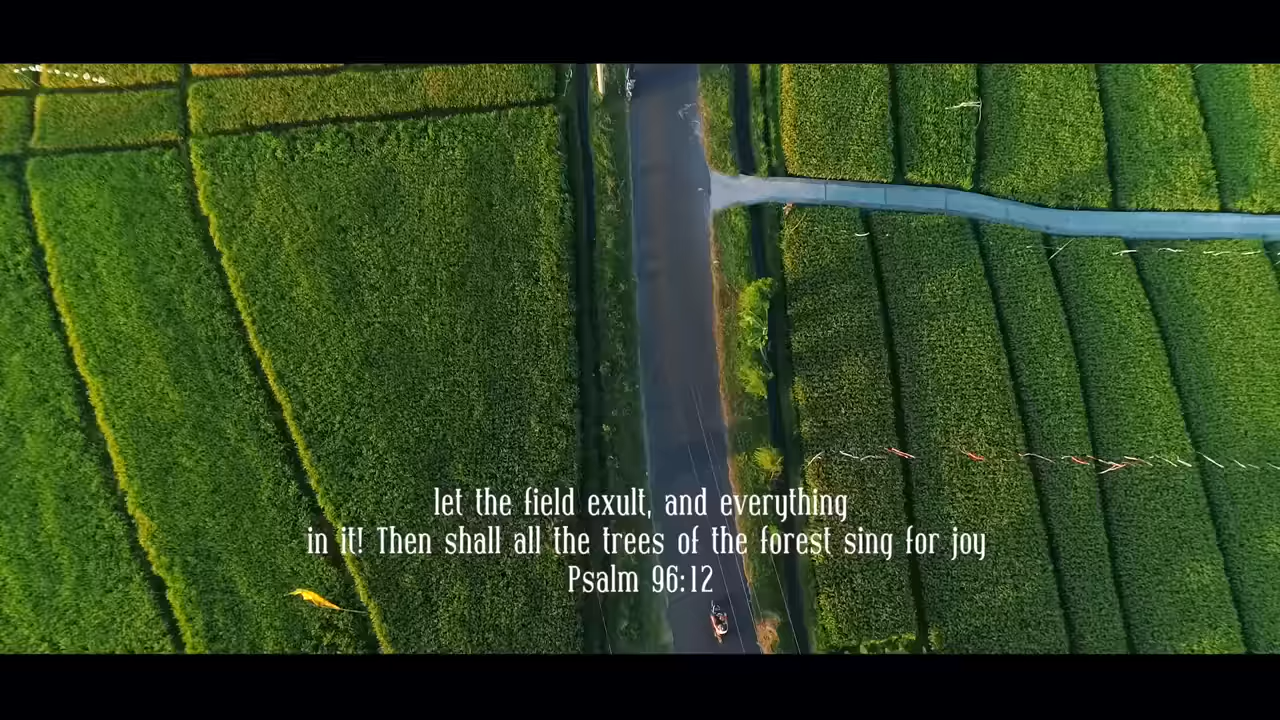 let the field exult, and everything
in it! Then shall all the trees of the forest sing for joy
Psalm 96:12